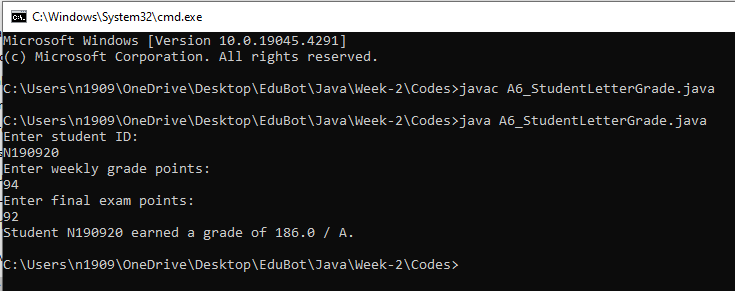 C:\Windows\System32\cmd.exe
Microsoft Windows [Version 10.0.19045.4291]
(c) Microsoft Corporation. All rights reserved.
C:\Users\n1909\OneDrive\Desktop\EduBot\Java\Week-2\Codes>javac A6_StudentLetterGrade.java
C:\Users\n1909\OneDrive\Desktop\EduBot\Java\Week-2\Codes>java A6_StudentLetterGrade.java
Enter student ID:
N190920
Enter weekly grade points:
94
Enter final exam points:
92
Student N190920 earned a grade of 186.0 / A.
C:\Users\n1909\OneDrive\Desktop\EduBot\Java\Week-2\Codes>